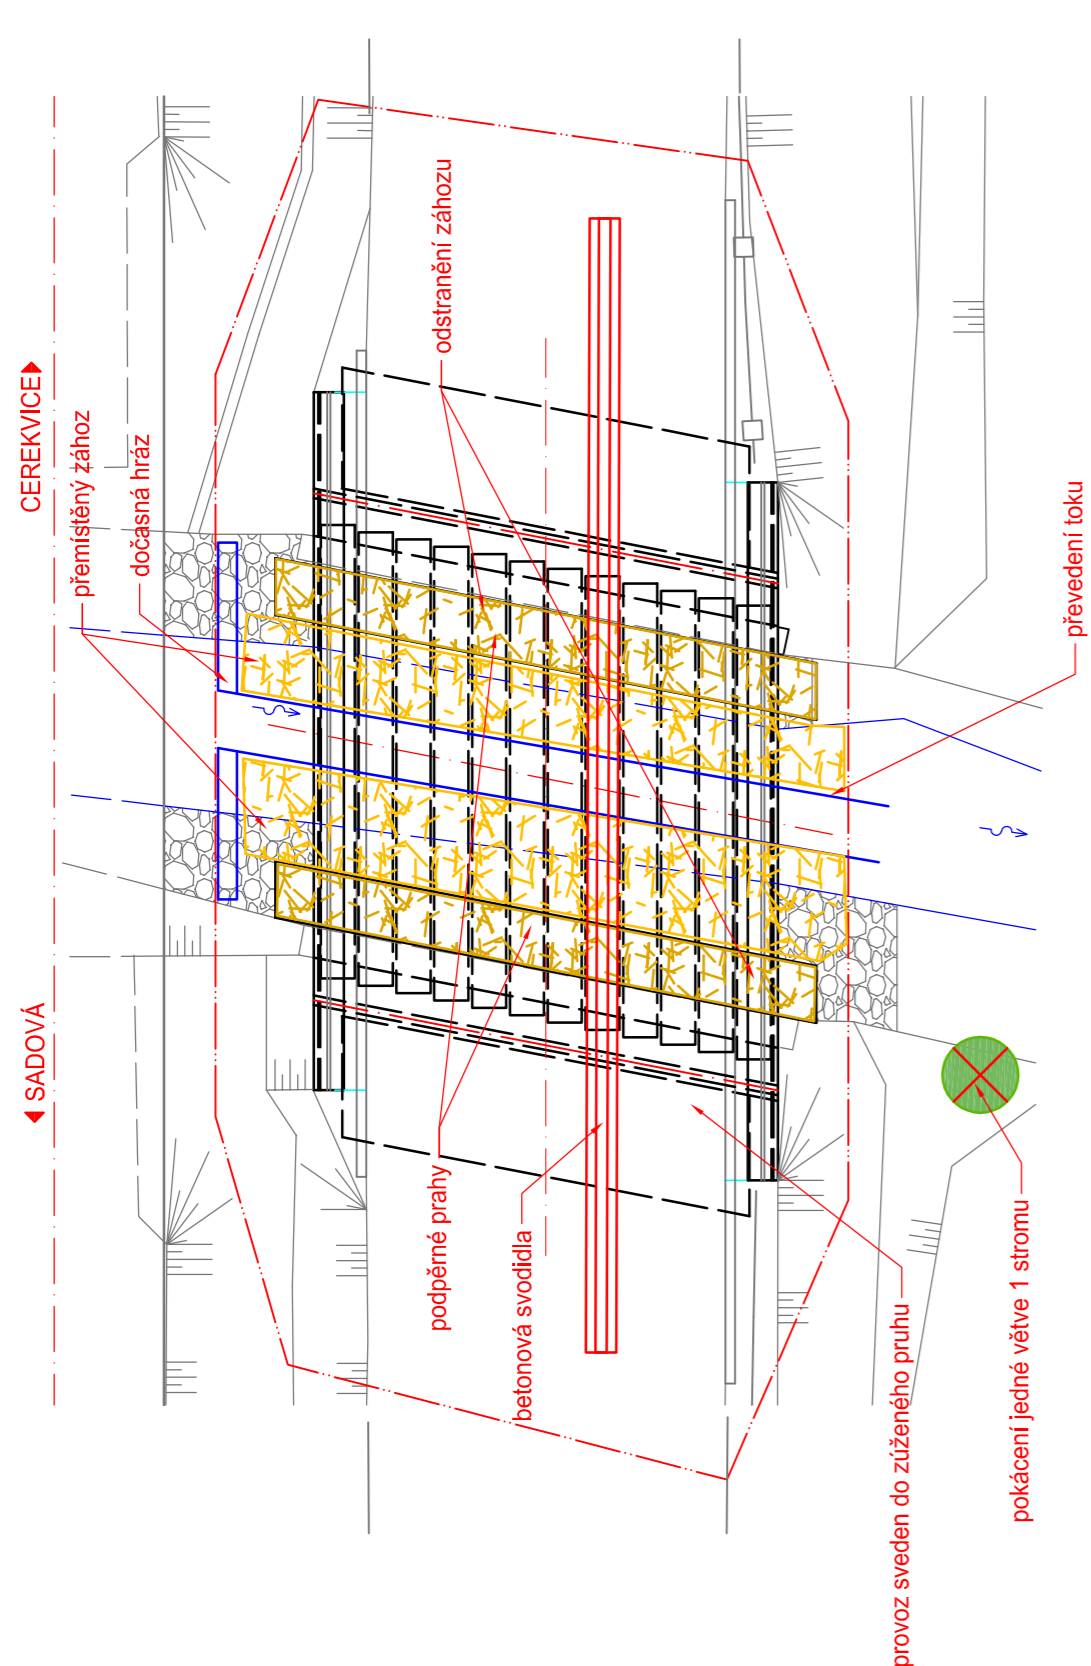 ◀ SADOVÁ
CEREKVICE▶
přemístěný zához
dočasná hráz
odstranění záhozu
podpěrné prahy
betonová svodidla
provoz sveden do zúženého pruhu
pokácení jedné větve 1 stromu
převedení toku